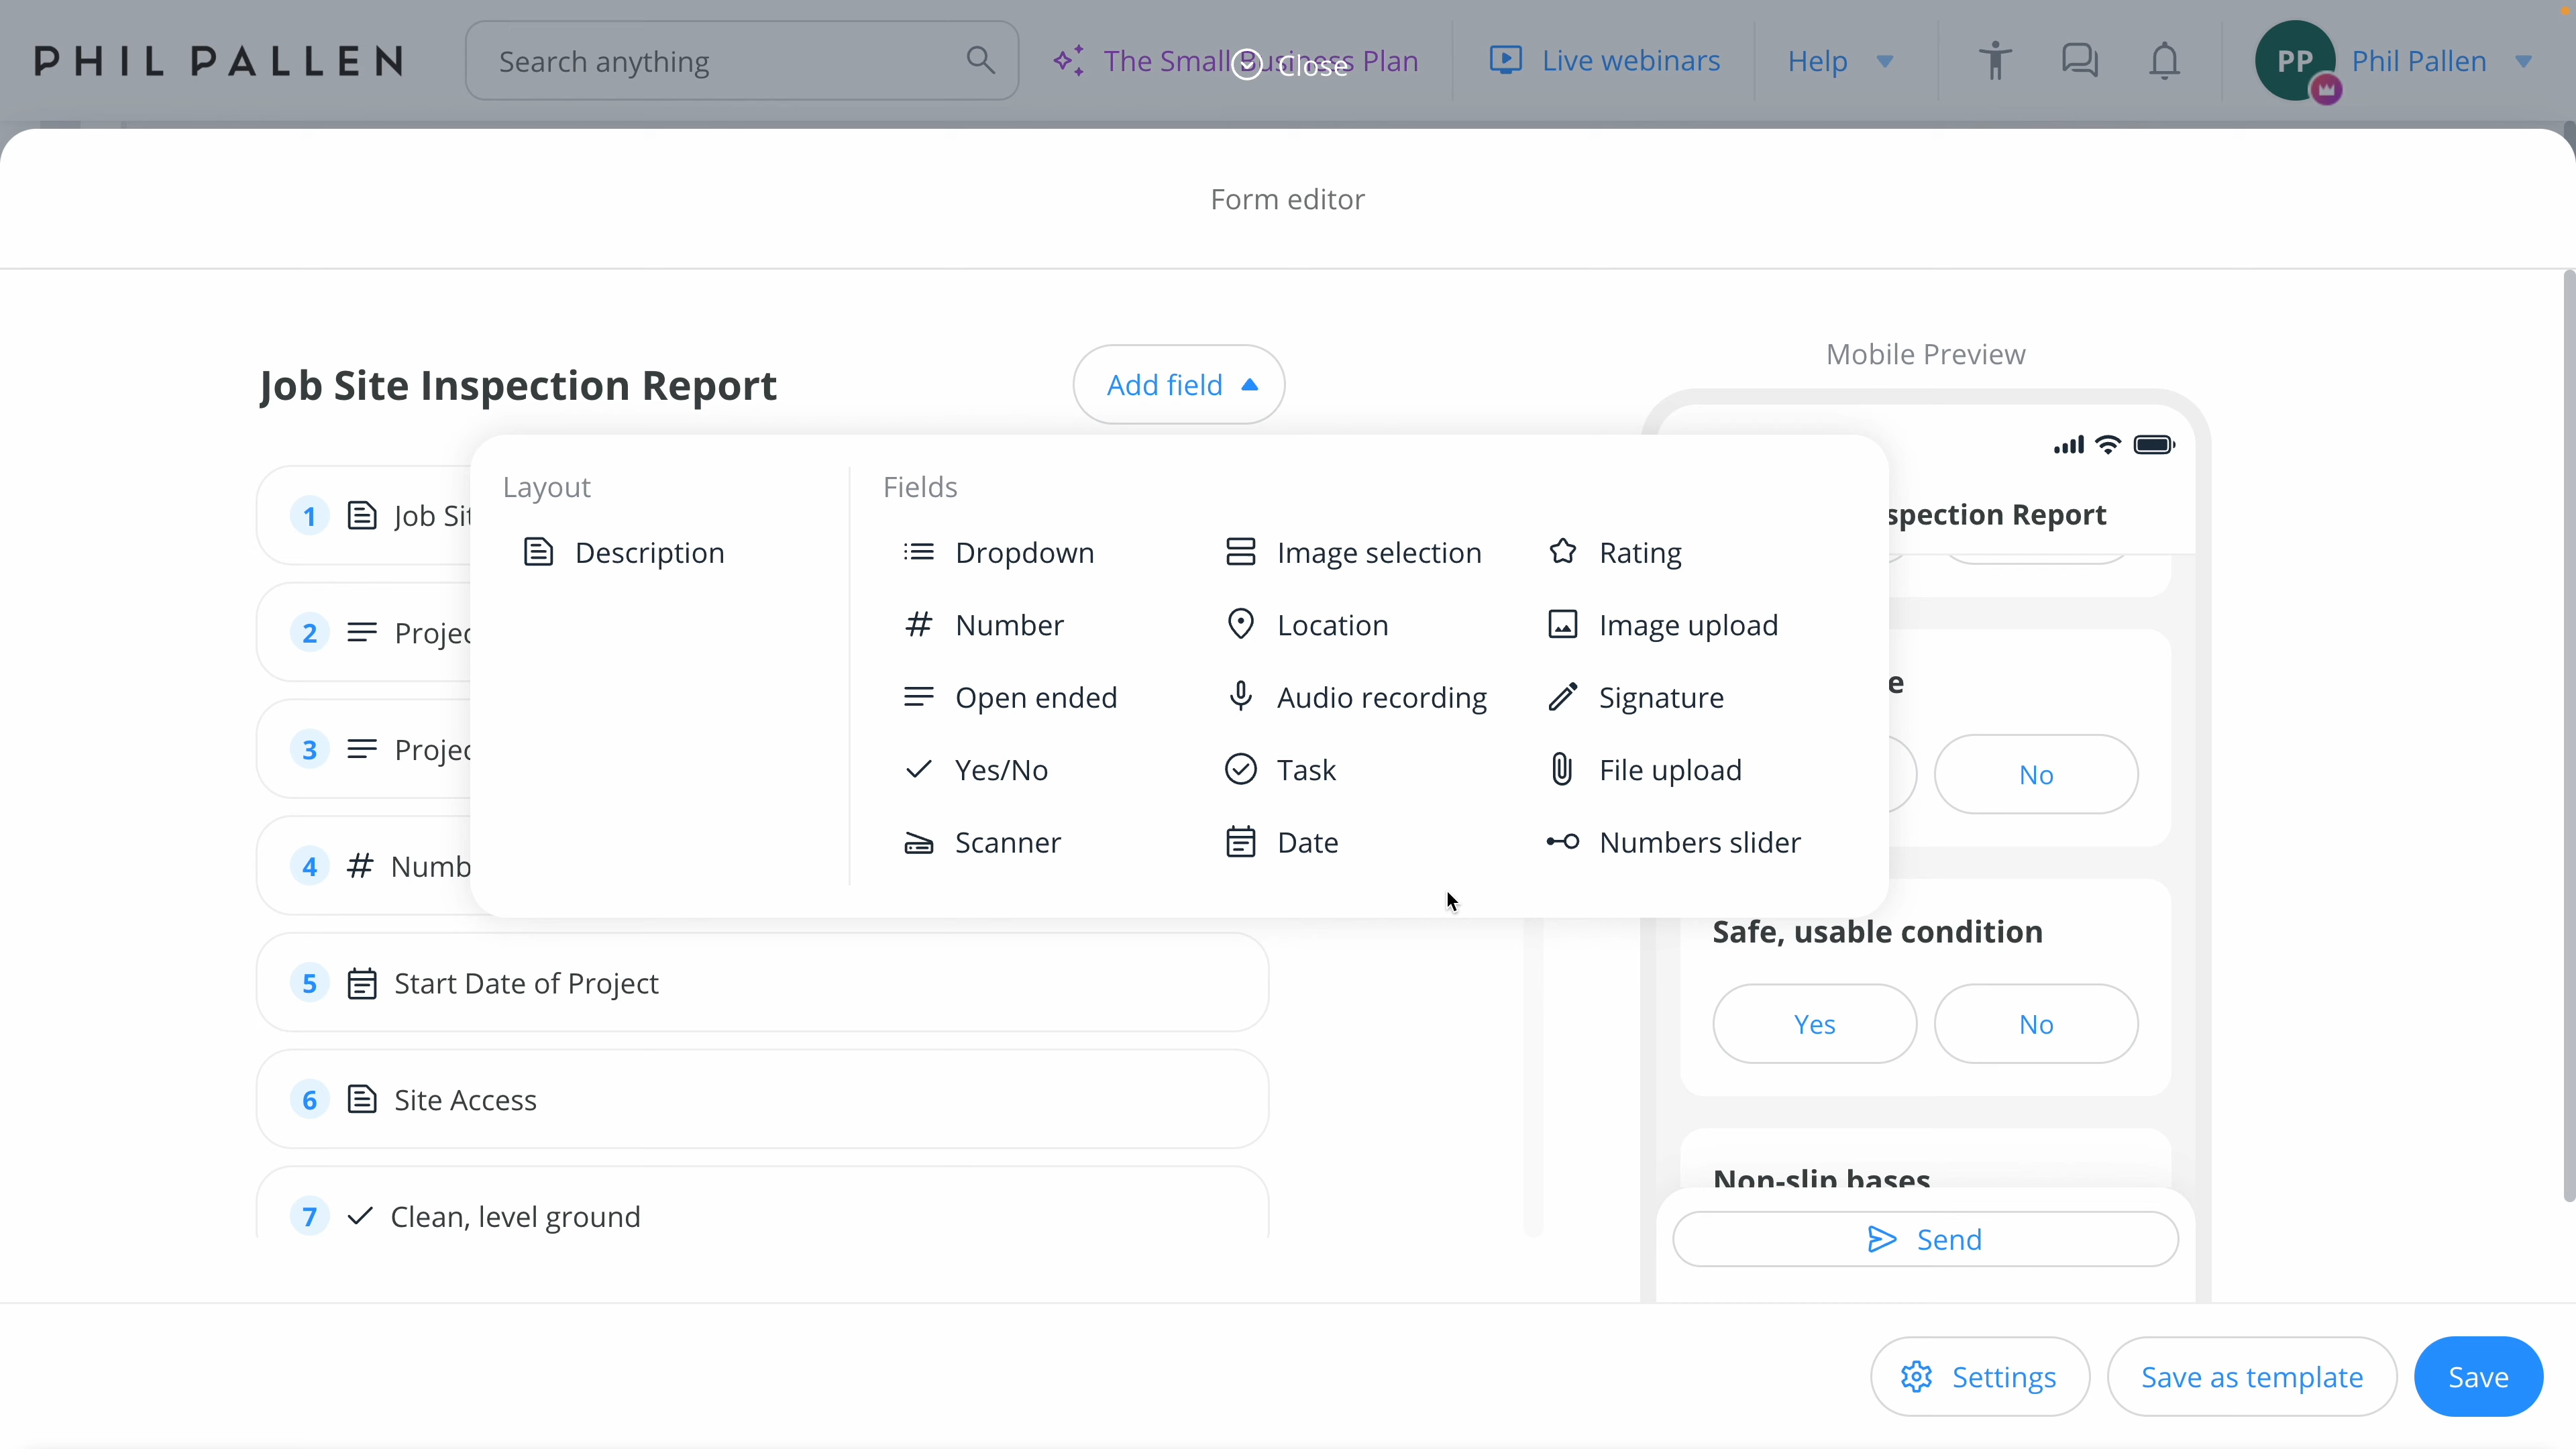 PHIL PALLEN
Search anything
The Small Business Plan
Close
Live webinars
Help
PP
Phil Pallen
Form editor
Job Site Inspection Report
Add field
Mobile Preview
Layout
Description
Fields
Dropdown
Image selection
Rating
Number
Location
Image upload
Open ended
Audio recording
Signature
Yes/No
Task
File upload
Scanner
Date
Numbers slider
1 Job Sit
2 Projec
3 Projec
4 Numb
5 Start Date of Project
6 Site Access
7 Clean, level ground
spection Report
e
No
Safe, usable condition
Yes
No
Non-slip bases
Send
Settings
Save as template
Save